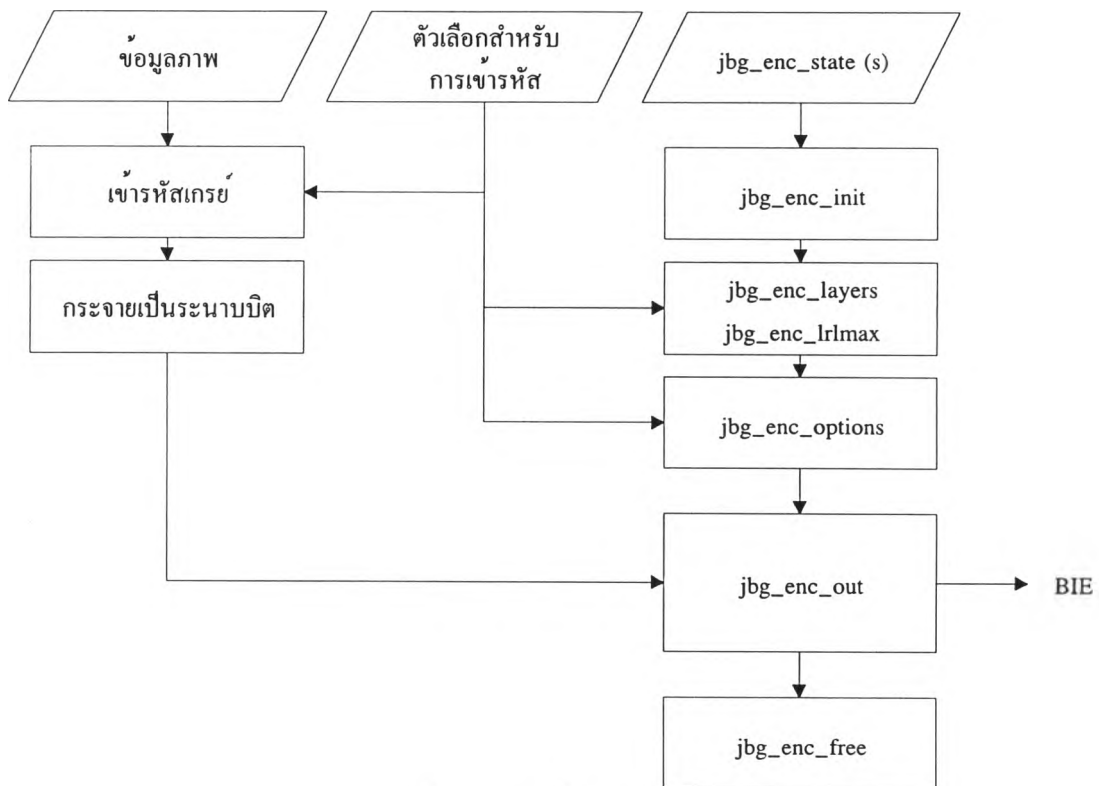 ข้อมูลภาพ
ตัวเลือกสำหรับ
การเข้ารหัส
jbg_enc_state (s)
เข้ารหัสเกรย์
jbg_enc_init
กระจายเป็นระนาบบิต
jbg_enc_layers
jbg_enc_lrlmax
jbg_enc_options
jbg_enc_out
BIE
jbg_enc_free